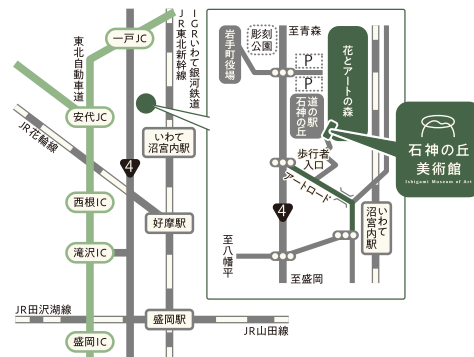 一戸JC
東北自動車道
JR東北新幹線
IGRいわて銀河鉄道
安代JC
JR花輪線
いわて
沼宮内駅
4
西根IC
好摩駅
滝沢IC
JR田沢湖線
盛岡駅
JR山田線
盛岡IC
至青森
岩手町役場
彫刻
公園
P
P
道の駅
石神の丘
花とアートの森
石神の丘
美術館
Ishigami Museum of Art
歩行者
入口
アートロード
4
いわて
沼宮内駅
至八幡平
至盛岡